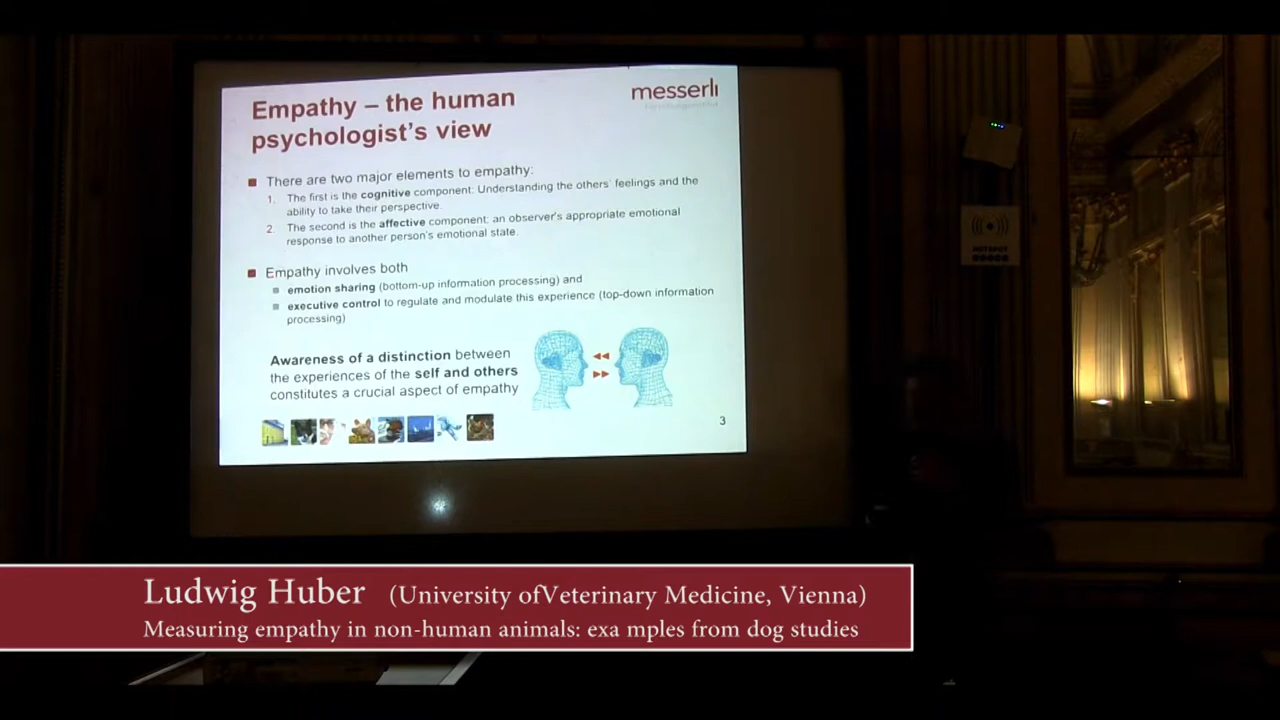 Empathy – the human
psychologist's view
messerli
There are two major elements to empathy:
1. The first is the cognitive component: Understanding the others' feelings and the
ability to take their perspective.
2. The second is the affective component: an observer's appropriate emotional
response to another person's emotional state.
Empathy involves both
emotion sharing (bottom-up information processing) and
executive control to regulate and modulate this experience (top-down information
processing)
Awareness of a distinction between
the experiences of the self and others
constitutes a crucial aspect of empathy
3
HOTSPOT
Ludwig Huber (University ofVeterinary Medicine, Vienna)
Measuring empathy in non-human animals: exa mples from dog studies